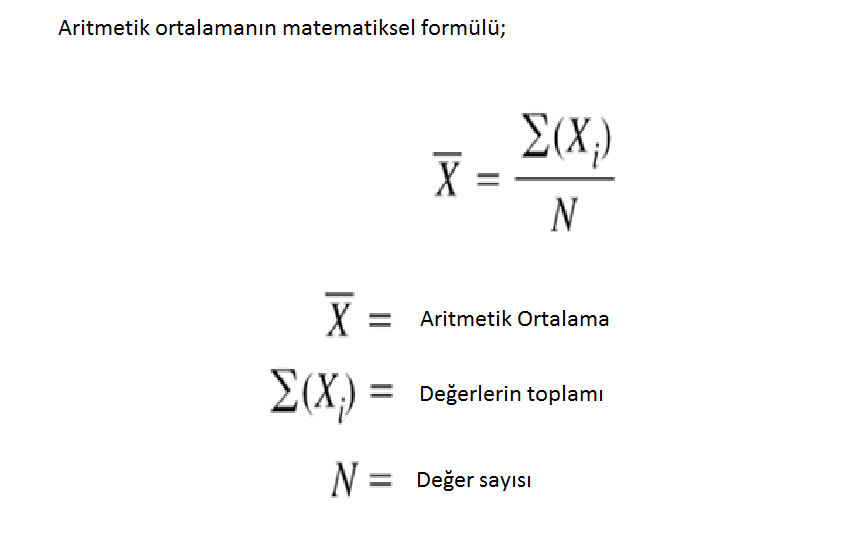 Aritmetik ortalamanın matematiksel formülü;
X̅ = Σ(Xᵢ) / N
X̅ = Aritmetik Ortalama
Σ(Xᵢ) = Değerlerin toplamı
N = Değer sayısı